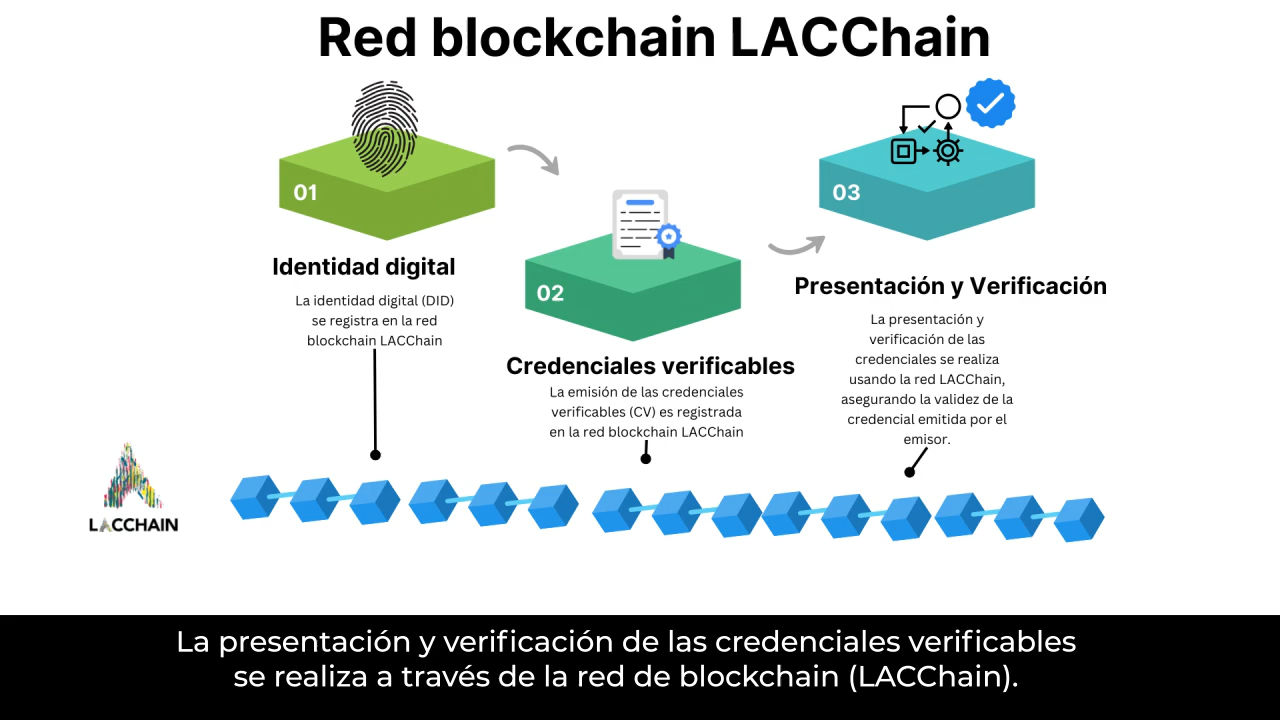 Red blockchain LACChain
01
Identidad digital
La identidad digital (DID)
se registra en la red
blockchain LACChain
02
Credenciales verificables
La emisión de las credenciales
verificables (CV) es registrada
en la red blockchain LACChain
03
Presentación y Verificación
La presentación y
verificación de las
credenciales se realiza
usando la red LACChain,
asegurando la validez de la
credencial emitida por el
emisor.
LACCHAIN
La presentación y verificación de las credenciales verificables
se realiza a través de la red de blockchain (LACChain).